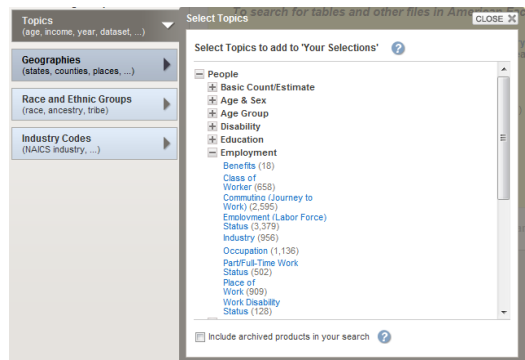 Topics
(age, income, year, dataset, ...)
Geographies
(states, counties, places, ...)
Race and Ethnic Groups
(race, ancestry, tribe)
Industry Codes
(NAICS industry, ...)
To search for tables and other files in American
Select Topics
CLOSE X
Select Topics to add to 'Your Selections' ?
People
Basic Count/Estimate
Age & Sex
Age Group
Disability
Education
Employment
Benefits (18)
Class of
Worker (658)
Commuting (Journey to
Work) (2,595)
Employment (Labor Force)
Status (3,379)
Industry (956)
Occupation (1,136)
Part/Full-Time Work
Status (502)
Place of
Work (909)
Work Disability
Status (128)
Include archived products in your search ?